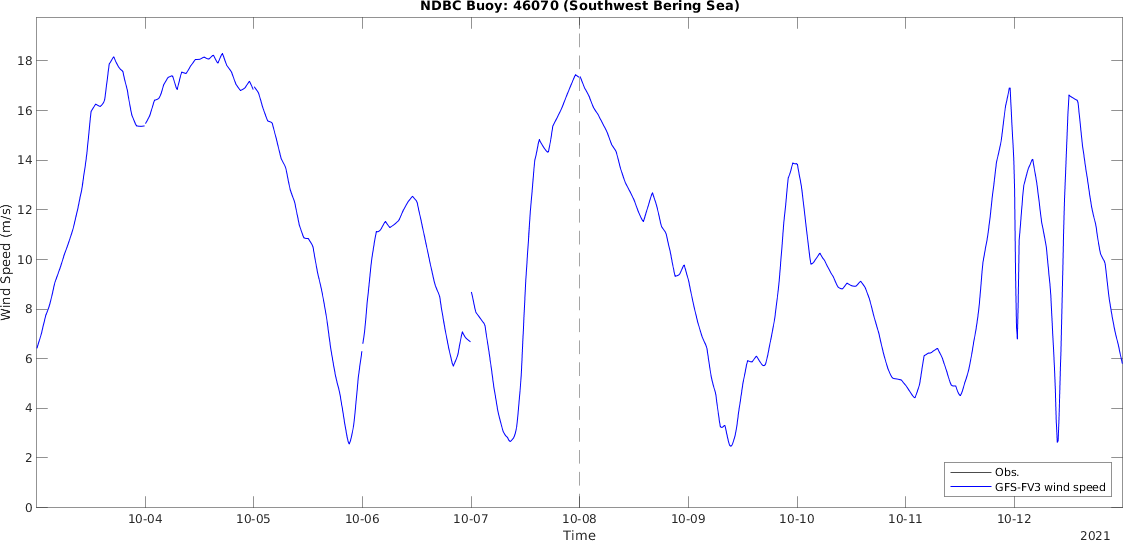 NDBC Buoy: 46070 (Southwest Bering Sea)
18
16
14
12
10
8
6
4
2
0
Wind Speed (m/s)
10-04 10-05 10-06 10-07 10-08 10-09 10-10 10-11 10-12
Time
2021
Obs.
GFS-FV3 wind speed